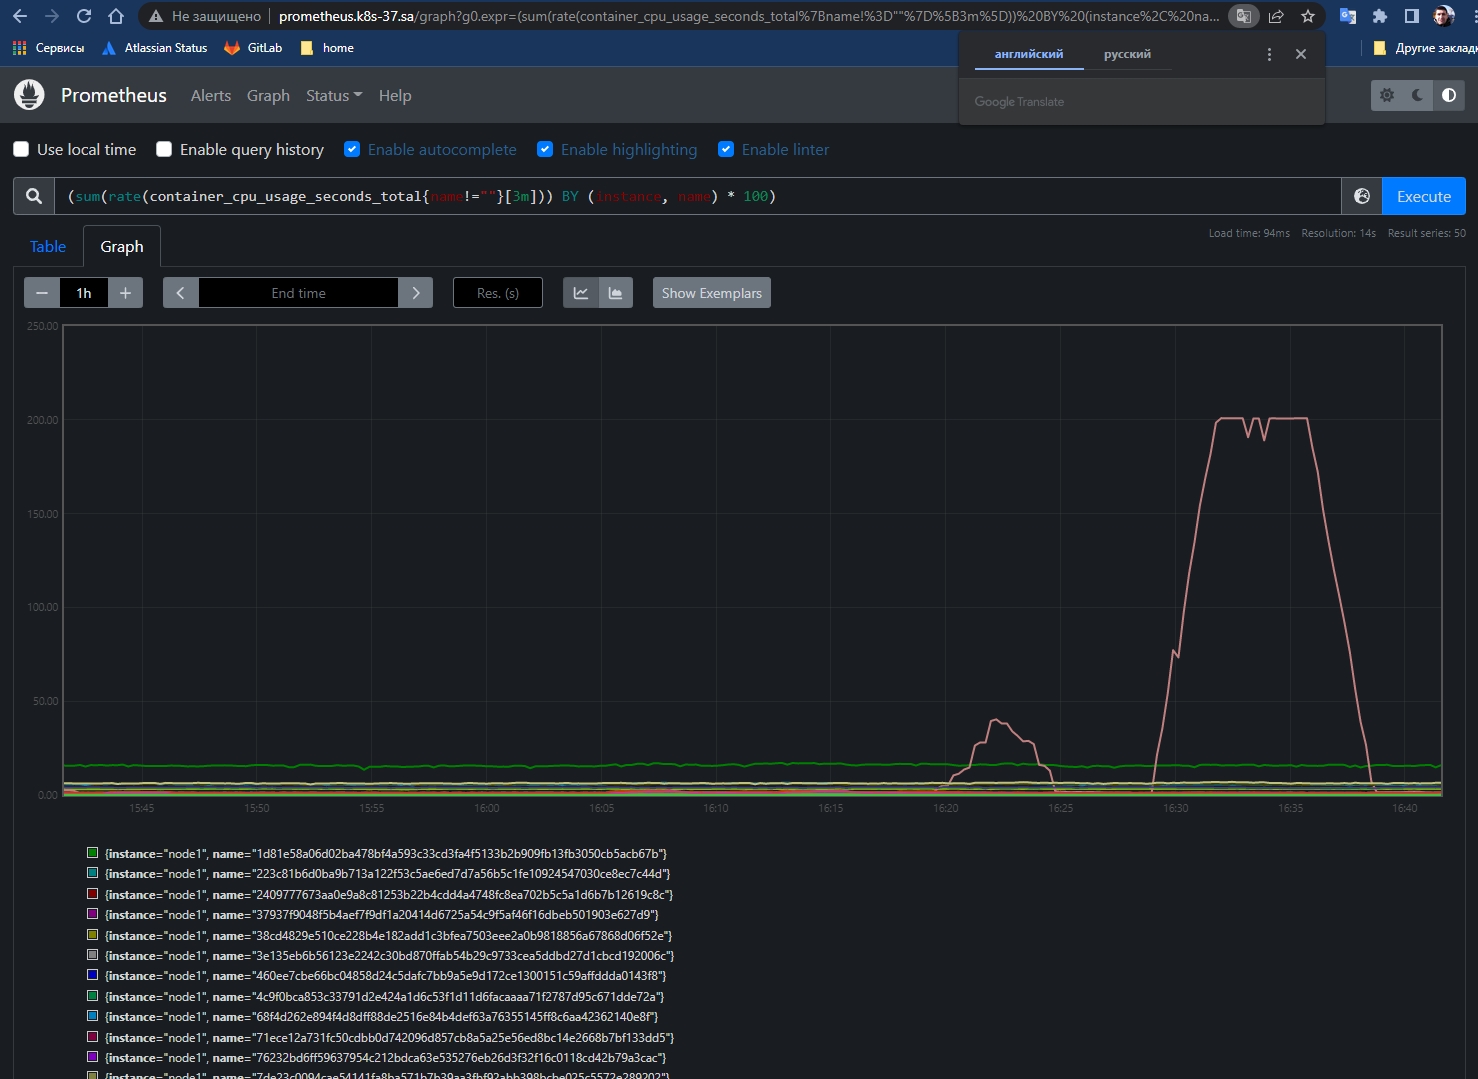 Не защищено prometheus.k8s-37.sa/graph?g0.expr=(sum(rate(container_cpu_usage_seconds_total%7Bname!%3D""%7D%5B3m%5D))%20BY%20(instance%2C%20na...
Сервисы Atlassian Status GitLab home Другие заклад
английский русский
Google Translate
Prometheus Alerts Graph Status Help
Use local time Enable query history Enable autocomplete Enable highlighting Enable linter
(sum(rate(container_cpu_usage_seconds_total{name!=""}[3m])) BY (instance, name) * 100)
Execute
Load time: 94ms Resolution: 14s Result series: 50
Table Graph
− 1h + End time Res. (s) Show Exemplars
250.00
200.00
150.00
100.00
50.00
0.00
15:45 15:50 15:55 16:00 16:05 16:10 16:15 16:20 16:25 16:30 16:35 16:40
{instance="node1", name="1d81e58a06d02ba478bf4a593c33cd3fa4f5133b2b909fb13fb3050cb5acb67b"}
{instance="node1", name="223c81b6d0ba9b713a122f53c5ae6ed7d7a56b5c1fe10924547030ce8ec7c44d"}
{instance="node1", name="2409777673aa0e9a8c81253b22b4cdd4a4748fc8ea702b5c5a1d6b7b12619c8c"}
{instance="node1", name="37937f9048f5b4aef7f9df1a20414d6725a54c9f5af46f16dbeb501903e627d9"}
{instance="node1", name="38cd4829e510ce228b4e182add1c3bfea7503eee2a0b9818856a67868d06f52e"}
{instance="node1", name="3e135eb6b56123e2242c30bd870ffab54b29c9733cea5ddbd27d1cbcd192006c"}
{instance="node1", name="460ee7cbe66bc04858d24c5dafc7bb9a5e9d172ce1300151c59affddda0143f8"}
{instance="node1", name="4c9f0bca853c33791d2e424a1d6c53f1d11d6facaaaa71f2787d95c671dde72a"}
{instance="node1", name="68f4d262e894f4d8dff88de2516e84b4def63a76355145ff8c6aa42362140e8f"}
{instance="node1", name="71ece12a731fc50cdbb0d742096d857cb8a5a25e56ed8bc14e2668b7bf133dd5"}
{instance="node1", name="76232bd6ff59637954c212bdca63e535276eb26d3f32f16c0118cd42b79a3cac"}
{instance="node1",